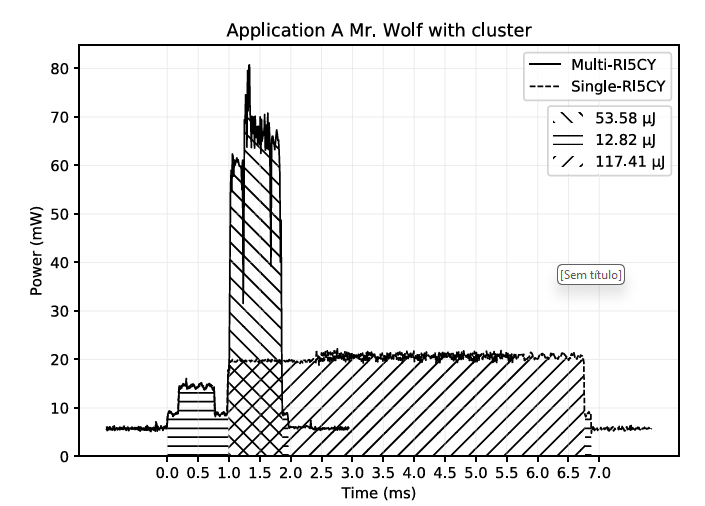 Application A Mr. Wolf with cluster
Multi-RI5CY
Single-RI5CY
53.58 µJ
12.82 µJ
117.41 µJ
[Sem título]
Power (mW)
80
70
60
50
40
30
20
10
0
0.0 0.5 1.0 1.5 2.0 2.5 3.0 3.5 4.0 4.5 5.0 5.5 6.0 6.5 7.0
Time (ms)